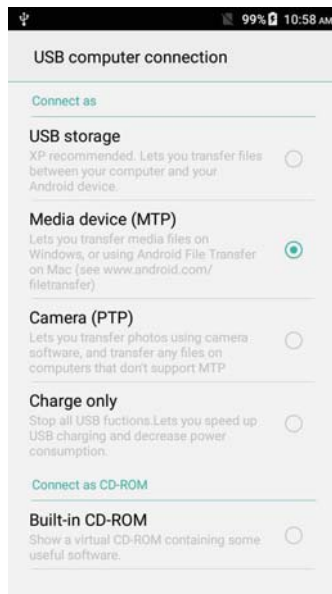 99% 10:58 AM
USB computer connection
Connect as
USB storage
XP recommended. Lets you transfer files
between your computer and your
Android device.
Media device (MTP)
Lets you transfer media files on
Windows, or using Android File Transfer
on Mac (see www.android.com/
filetransfer)
Camera (PTP)
Lets you transfer photos using camera
software, and transfer any files on
computers that don't support MTP
Charge only
Stop all USB fuctions.Lets you speed up
USB charging and decrease power
consumption.
Connect as CD-ROM
Built-in CD-ROM
Show a virtual CD-ROM containing some
useful software.